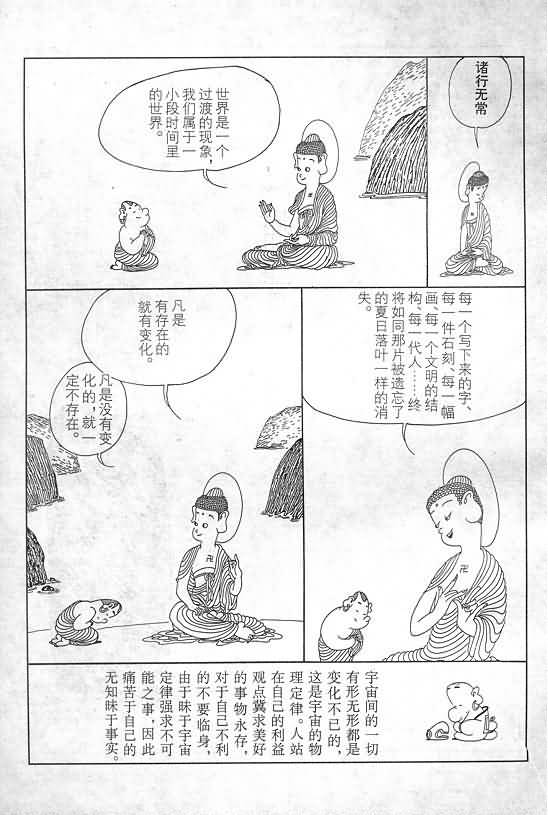 诸行无常
世界是一个
过渡的现象，
我们属于一
小段时间里
的世界。
每一个写下来的字、
每一件石刻、每一幅
画、每一个文明的结
构、每一代人……终
将如同那片被遗忘了
的夏日落叶一样的消
失。
凡是
有存在的
就有变化。
凡是没有变
化的，就一
定不存在。
宇宙间的一切
有形无形都是
变化不已的，
这是宇宙的物
理定律。人站
在自己的利益
观点冀求美好
的事物永存，
对于自己不利
的不要临身，
由于昧于宇宙
定律强求不可
能之事，因此
痛苦于自己的
无知昧于事实。